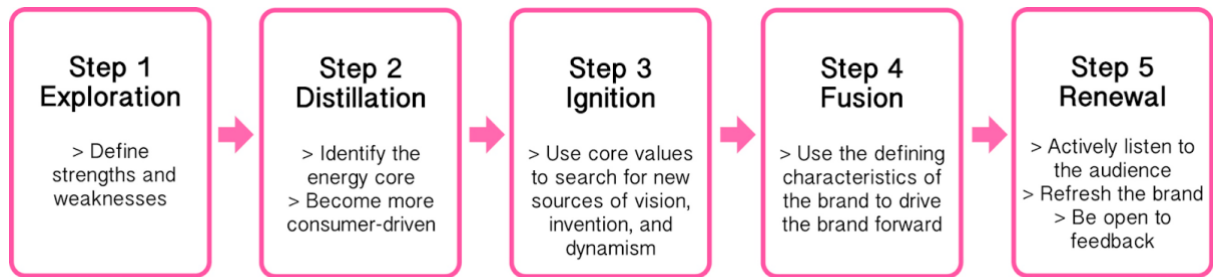 Step 1
Exploration
> Define
strengths and
weaknesses
Step 2
Distillation
> Identify the
energy core
> Become more
consumer-driven
Step 3
Ignition
> Use core values
to search for new
sources of vision,
invention, and
dynamism
Step 4
Fusion
> Use the defining
characteristics of
the brand to drive
the brand forward
Step 5
Renewal
> Actively listen to
the audience
> Refresh the brand
> Be open to
feedback